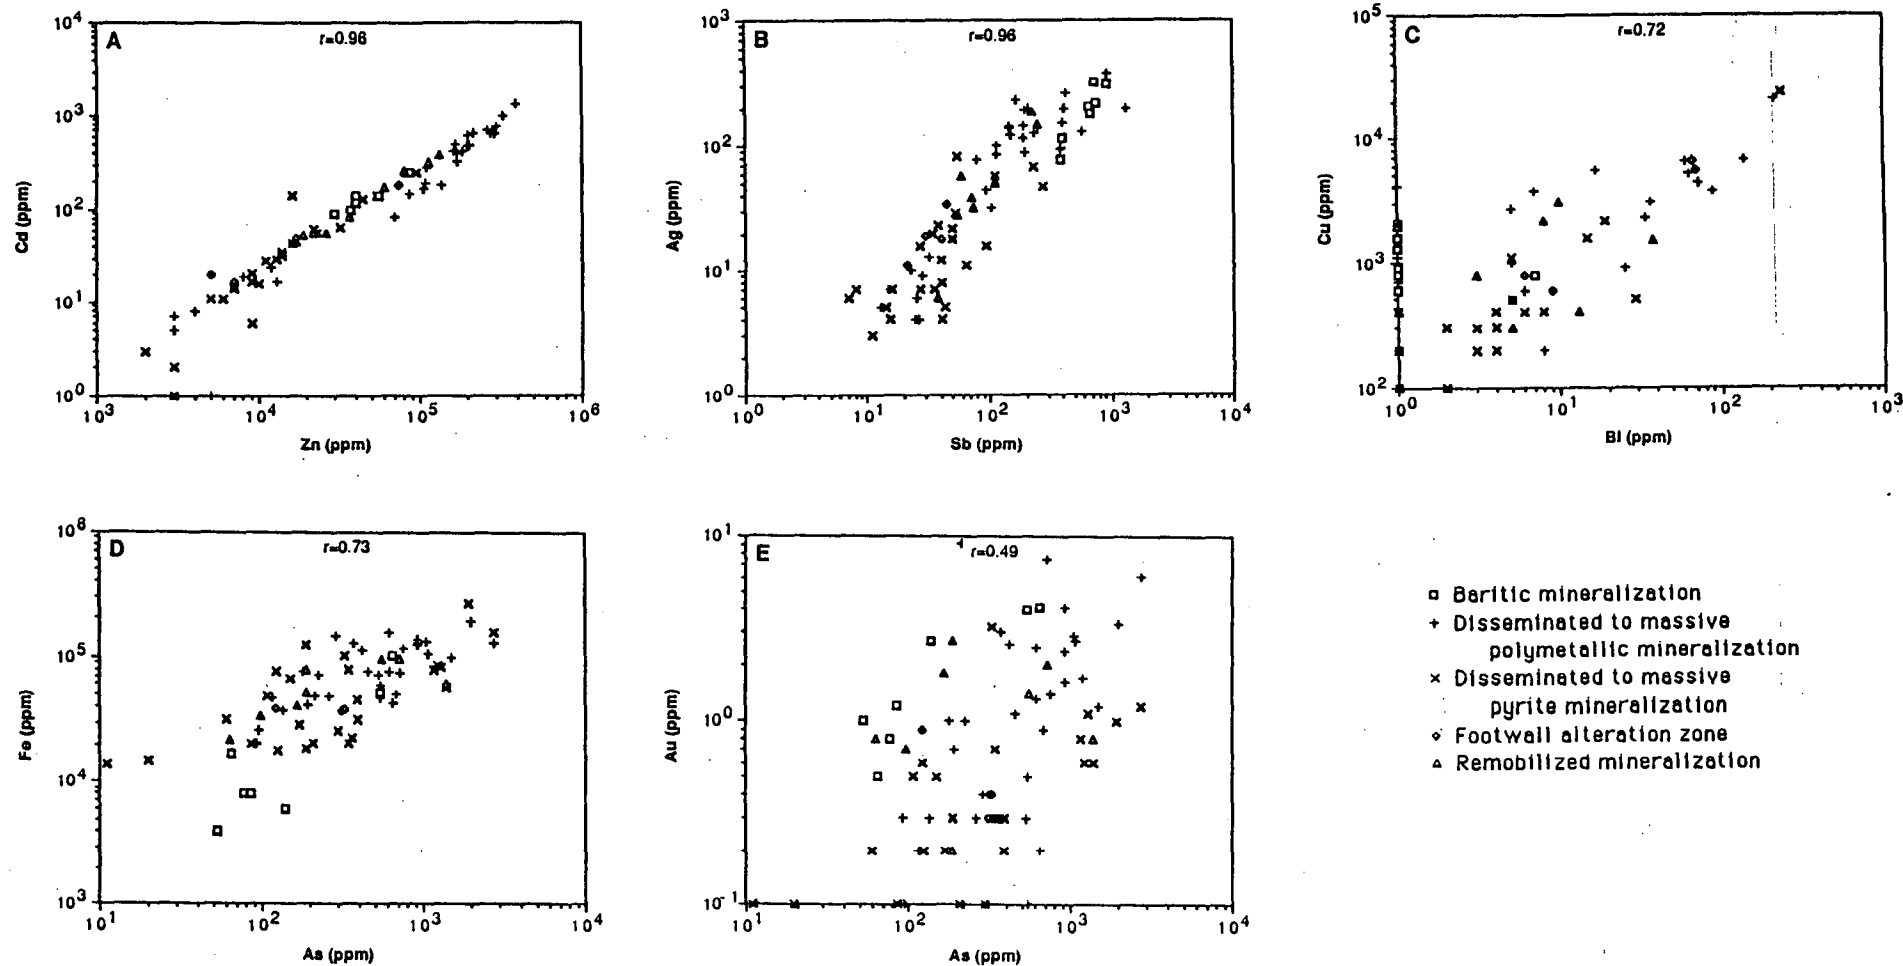 A
r=0.96
10^4
10^3
10^2
10^1
10^0
Cd (ppm)
10^3 10^4 10^5 10^6
Zn (ppm)
B
r=0.96
10^3
10^2
10^1
10^0
Ag (ppm)
10^0 10^1 10^2 10^3 10^4
Sb (ppm)
C
r=0.72
10^5
10^4
10^3
10^2
Cu (ppm)
10^0 10^1 10^2 10^3
Bi (ppm)
D
r=0.73
10^6
10^5
10^4
10^3
Fe (ppm)
10^1 10^2 10^3 10^4
As (ppm)
E
r=0.49
10^1
10^0
10^-1
Au (ppm)
10^1 10^2 10^3 10^4
As (ppm)
Baritic mineralization
Disseminated to massive
polymetallic mineralization
Disseminated to massive
pyrite mineralization
Footwall alteration zone
Remobilized mineralization